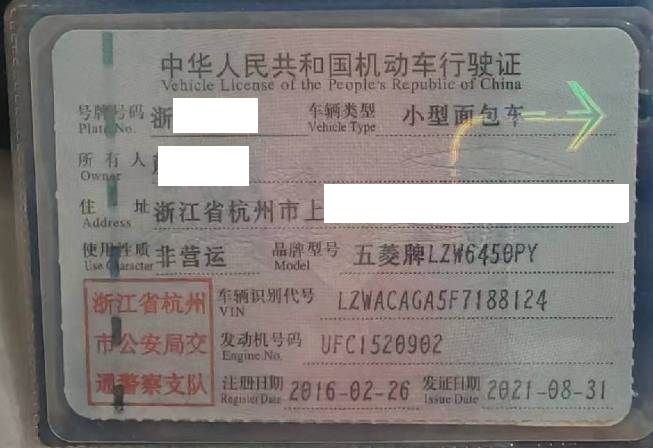 中华人民共和国机动车行驶证
Vehicle License of the People's Republic of China
号牌号码 浙 车辆类型 小型面包车
Plate No. Vehicle Type
所有人
Owner
住址 浙江省杭州市上
Address
使用性质 非营运 品牌型号 五菱牌LZW6450PY
Use Character Model
浙江省杭州 车辆识别代号 LZWACAGA5F7188124
VIN
市公安局交 发动机号码 UFC1520902
Engine No.
通警察支队 注册日期 2016-02-26 发证日期 2021-08-31
Register Date Issue Date